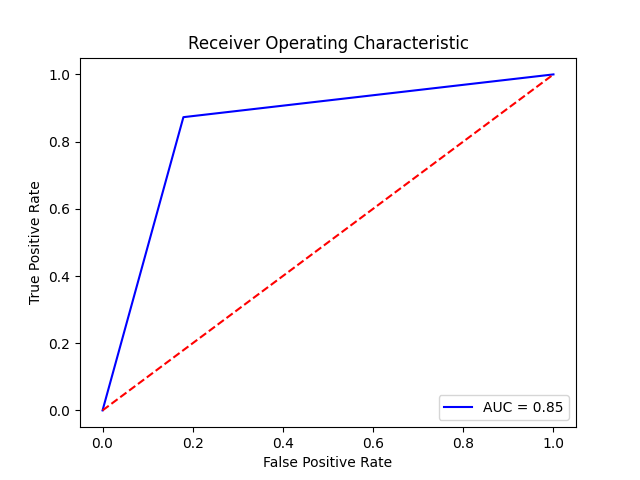 Receiver Operating Characteristic
1.0
0.8
0.6
0.4
0.2
0.0
True Positive Rate
0.0 0.2 0.4 0.6 0.8 1.0
False Positive Rate
AUC = 0.85